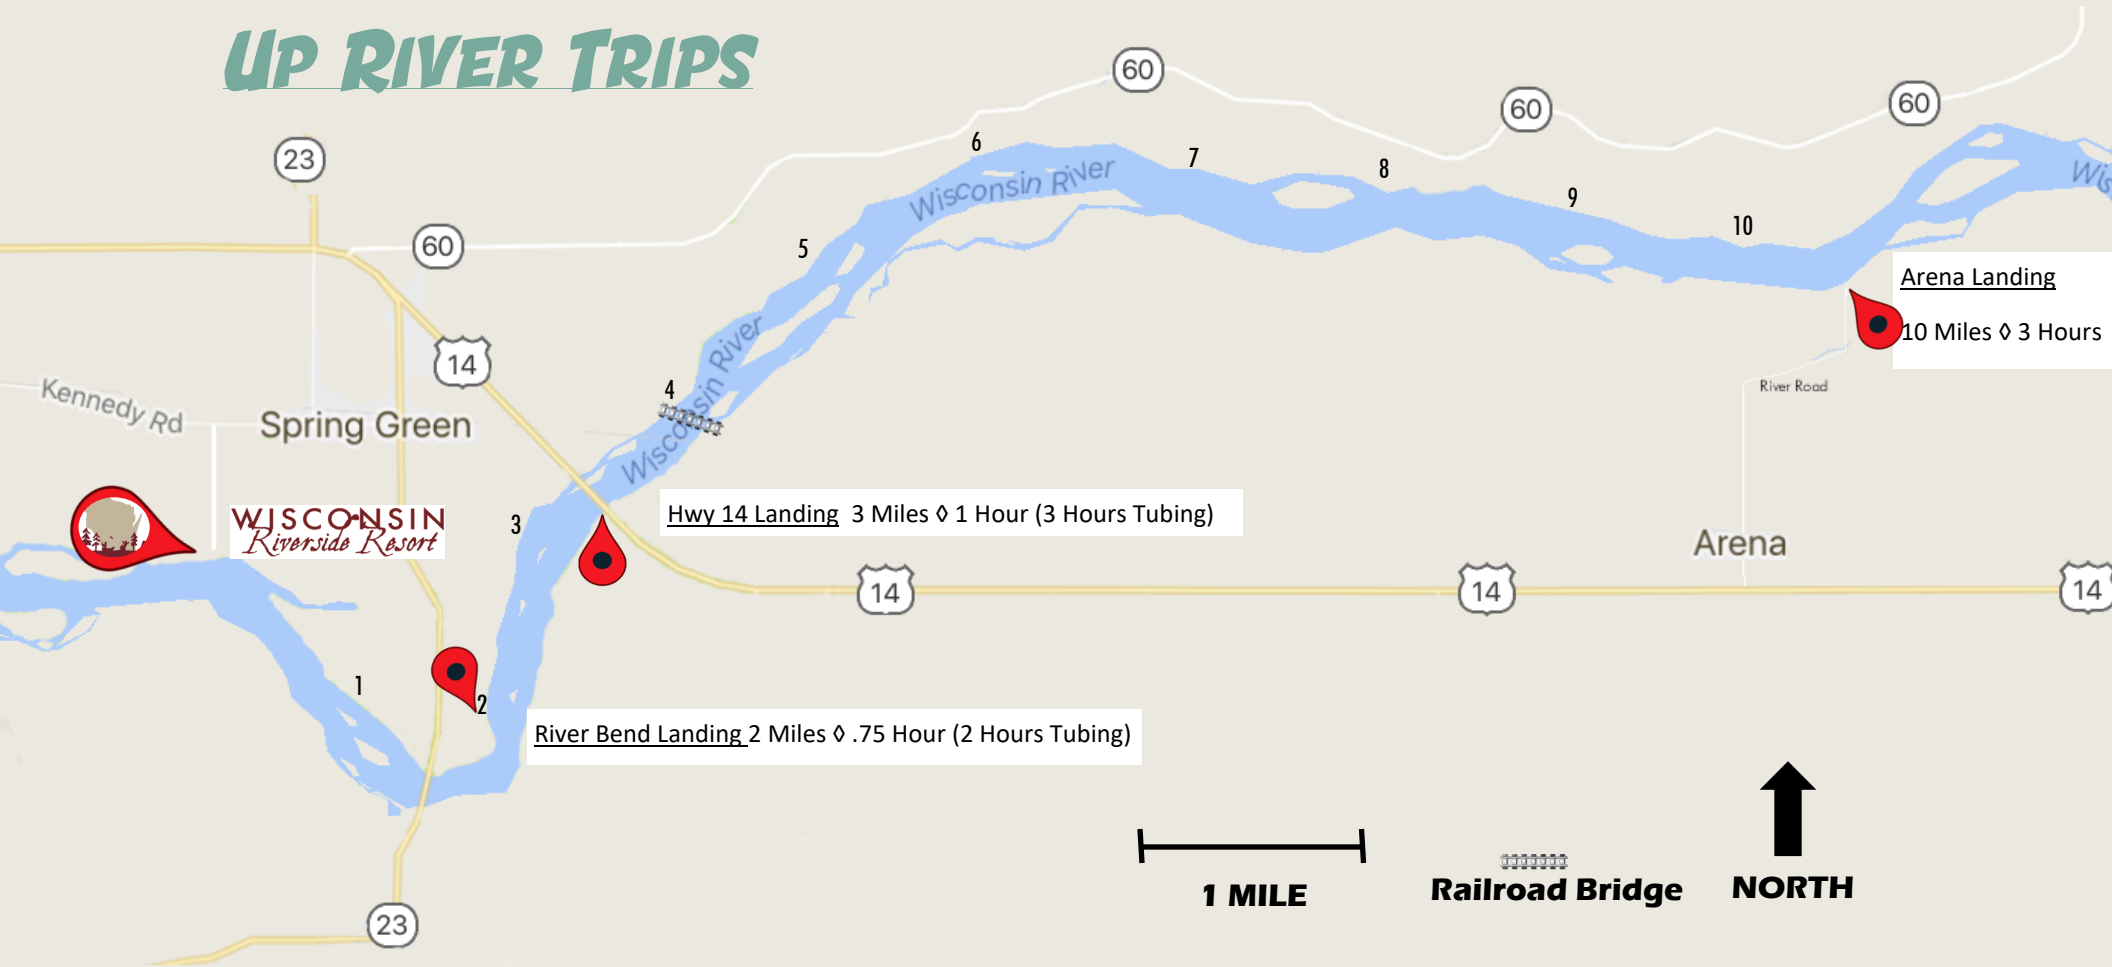 UP RIVER TRIPS
60
60
60
23
6
7
8
9
10
5
60
Wisconsin River
Wis
Arena Landing
10 Miles ◊ 3 Hours
14
Wisconsin River
4
River Road
Kennedy Rd
Spring Green
Wisconsin River
WISCONSIN
Riverside Resort
3
Hwy 14 Landing 3 Miles ◊ 1 Hour (3 Hours Tubing)
Arena
14
14
14
1
2
River Bend Landing 2 Miles ◊ .75 Hour (2 Hours Tubing)
1 MILE
Railroad Bridge
NORTH
23